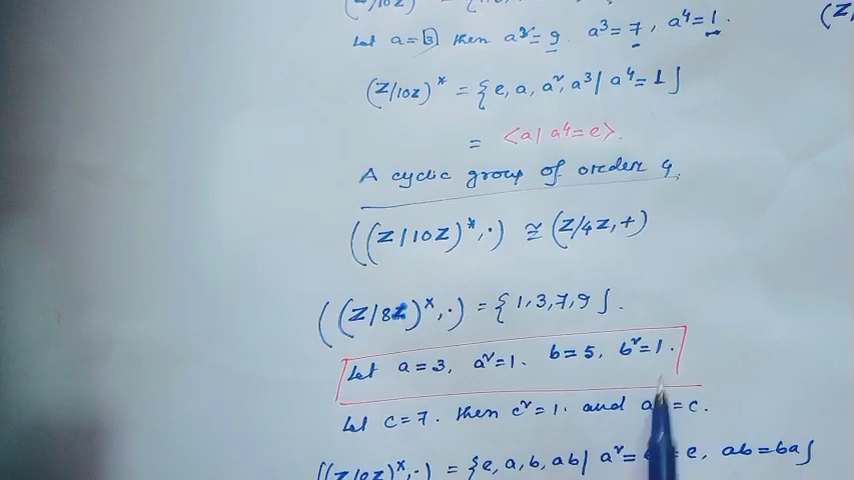 Let a=3 then a²=9. a³=7, a⁴=1.
(Z
(Z/10Z)* = {e, a, a², a³ | a⁴=1}
= <a | a⁴=e>.
A cyclic group of order 4.
((Z/10Z)*, ·) ≅ (Z/4Z, +)
((Z/8Z)*, ·) = {1, 3, 7, 9}.
Let a=3, a²=1. b=5, b²=1.
Let c=7. then c²=1. and a =c.
= {e, a, b, ab | a²= =e, ab=ba}